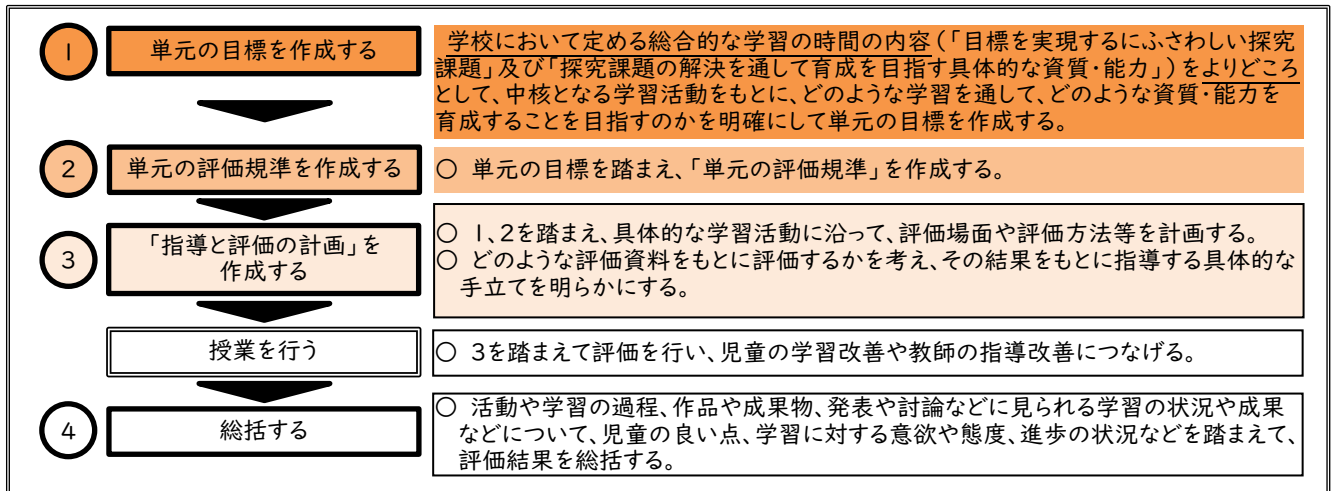 1
単元の目標を作成する
学校において定める総合的な学習の時間の内容(「目標を実現するにふさわしい探究
課題」及び「探究課題の解決を通して育成を目指す具体的な資質・能力」)をよりどころ
として、中核となる学習活動をもとに、どのような学習を通して、どのような資質・能力を
育成することを目指すのかを明確にして単元の目標を作成する。
2
単元の評価規準を作成する
○ 単元の目標を踏まえ、「単元の評価規準」を作成する。
3
「指導と評価の計画」を
作成する
○ 1、2を踏まえ、具体的な学習活動に沿って、評価場面や評価方法等を計画する。
○ どのような評価資料をもとに評価するかを考え、その結果をもとに指導する具体的な
手立てを明らかにする。
授業を行う
○ 3を踏まえて評価を行い、児童の学習改善や教師の指導改善につなげる。
4
総括する
○ 活動や学習の過程、作品や成果物、発表や討論などに見られる学習の状況や成果
などについて、児童の良い点、学習に対する意欲や態度、進歩の状況などを踏まえて、
評価結果を総括する。